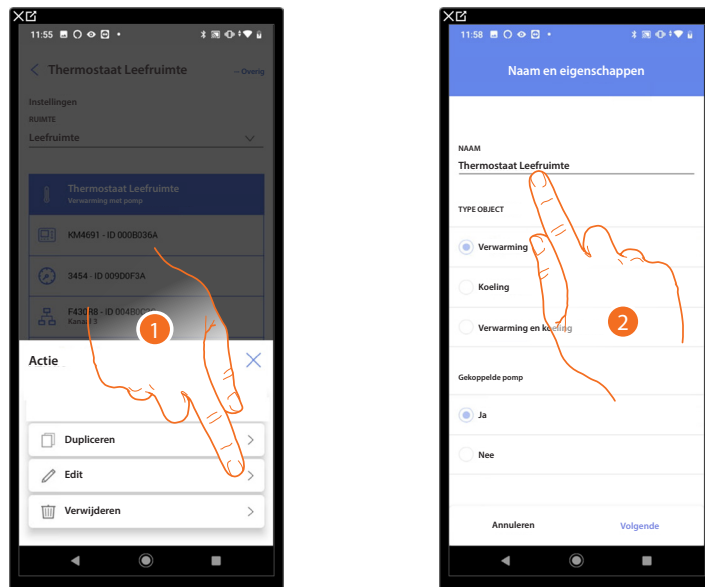 11:55
Thermostaat Leefruimte
Overig
Instellingen
RUIMTE
Leefruimte
Thermostaat Leefruimte
Verwarming met pomp
KM4691 - ID 000B036A
3454 - ID 009D0F3A
F430R8 - ID
Kanaal 3
1
Actie
Dupliceren
Edit
Verwijderen
11:58
Naam en eigenschappen
NAAM
Thermostaat Leefruimte
TYPE OBJECT
Verwarming
Koeling
Verwarming en koeling
2
Gekoppelde pomp
Ja
Nee
Annuleren Volgende